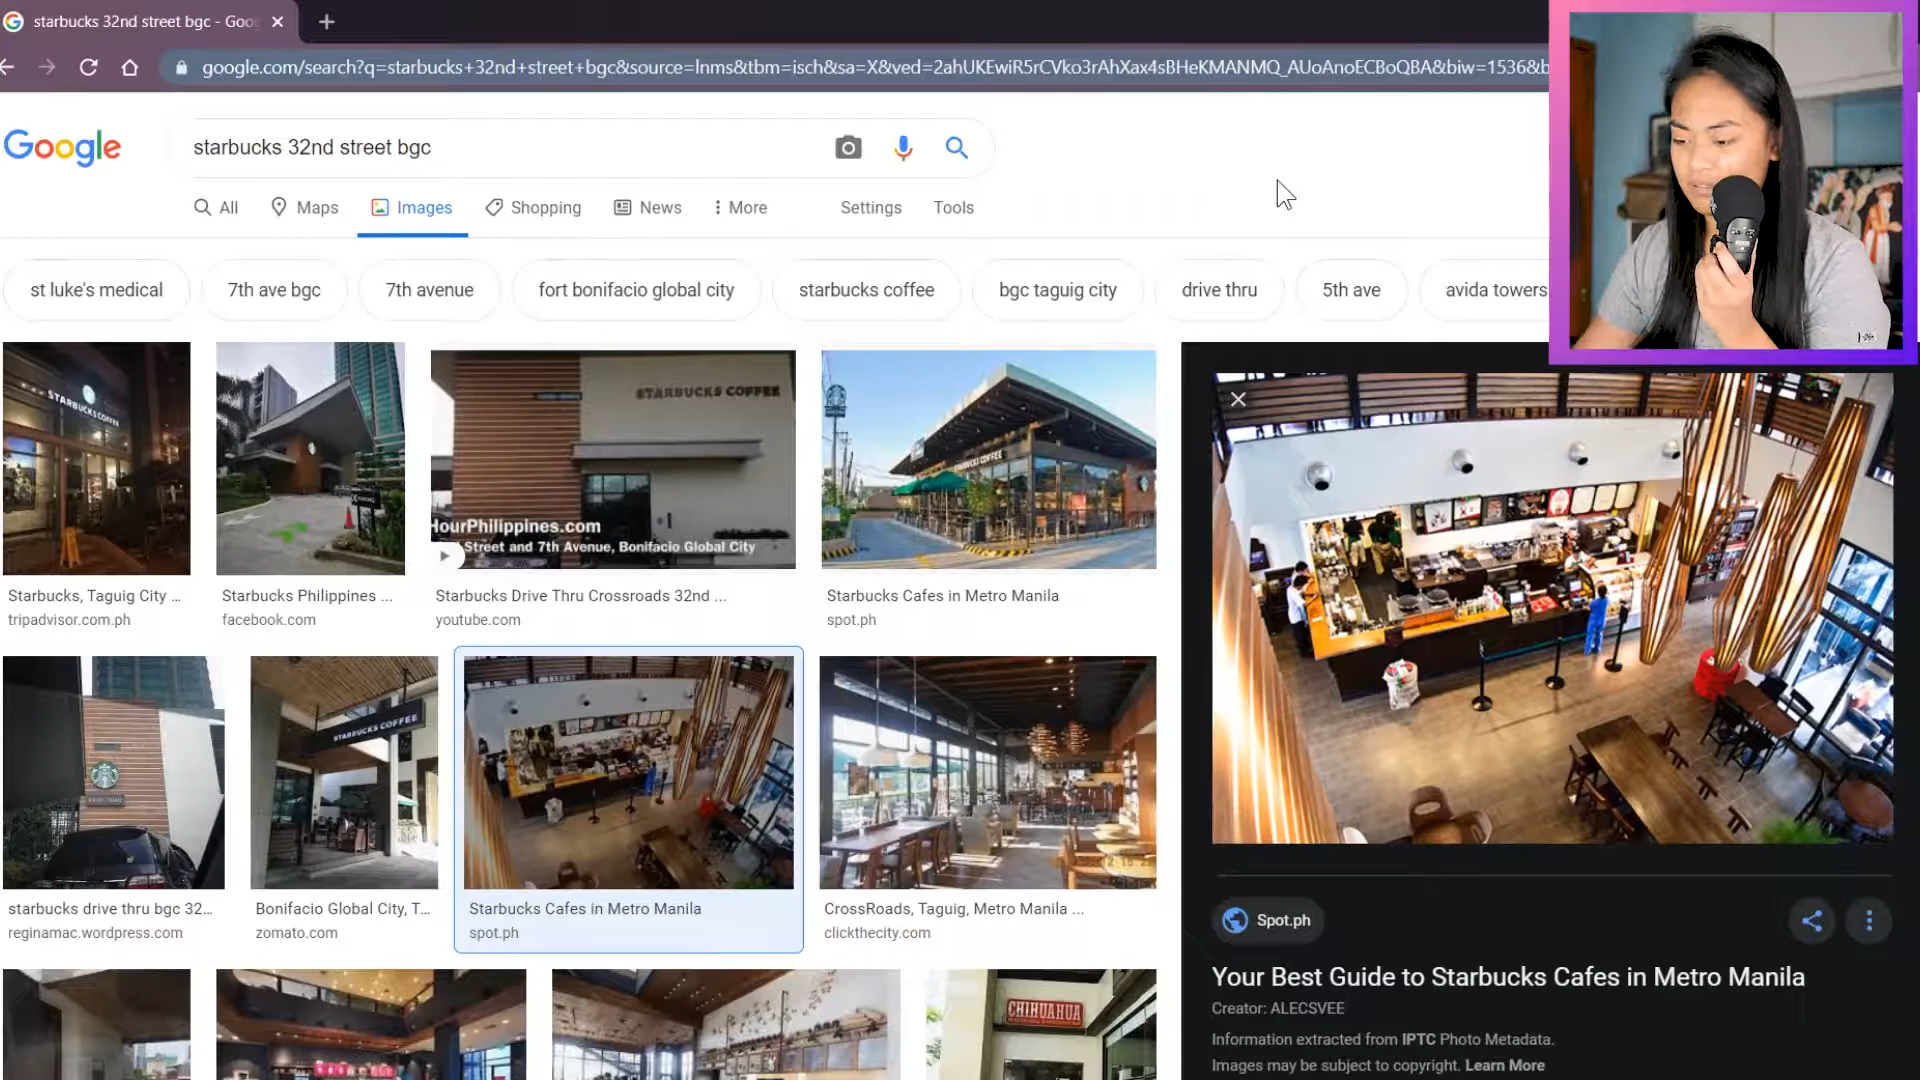 starbucks 32nd street bgc - Goo
google.com/search?q=starbucks+32nd+street+bgc&source=lnms&tbm=isch&sa=X&ved=2ahUKEwiR5rCVko3rAhXax4sBHeKMANMQ_AUoAnoECBoQBA&biw=1536&b
Google
starbucks 32nd street bgc
All
Maps
Images
Shopping
News
More
Settings
Tools
st luke's medical
7th ave bgc
7th avenue
fort bonifacio global city
starbucks coffee
bgc taguig city
drive thru
5th ave
avida towers
STARBUCKS COFFEE
STARBUCKS COFFEE
HourPhilippines.com
Street and 7th Avenue, Bonifacio Global City
STARBUCKS COFFEE
Starbucks, Taguig City ...
tripadvisor.com.ph
Starbucks Philippines ...
facebook.com
Starbucks Drive Thru Crossroads 32nd ...
youtube.com
Starbucks Cafes in Metro Manila
spot.ph
STARBUCKS COFFEE
starbucks drive thru bgc 32...
reginamac.wordpress.com
Bonifacio Global City, T...
zomato.com
Starbucks Cafes in Metro Manila
spot.ph
CrossRoads, Taguig, Metro Manila ...
clickthecity.com
CHIHUAHUA
Spot.ph
Your Best Guide to Starbucks Cafes in Metro Manila
Creator: ALECSVEE
Information extracted from IPTC Photo Metadata.
Images may be subject to copyright. Learn More